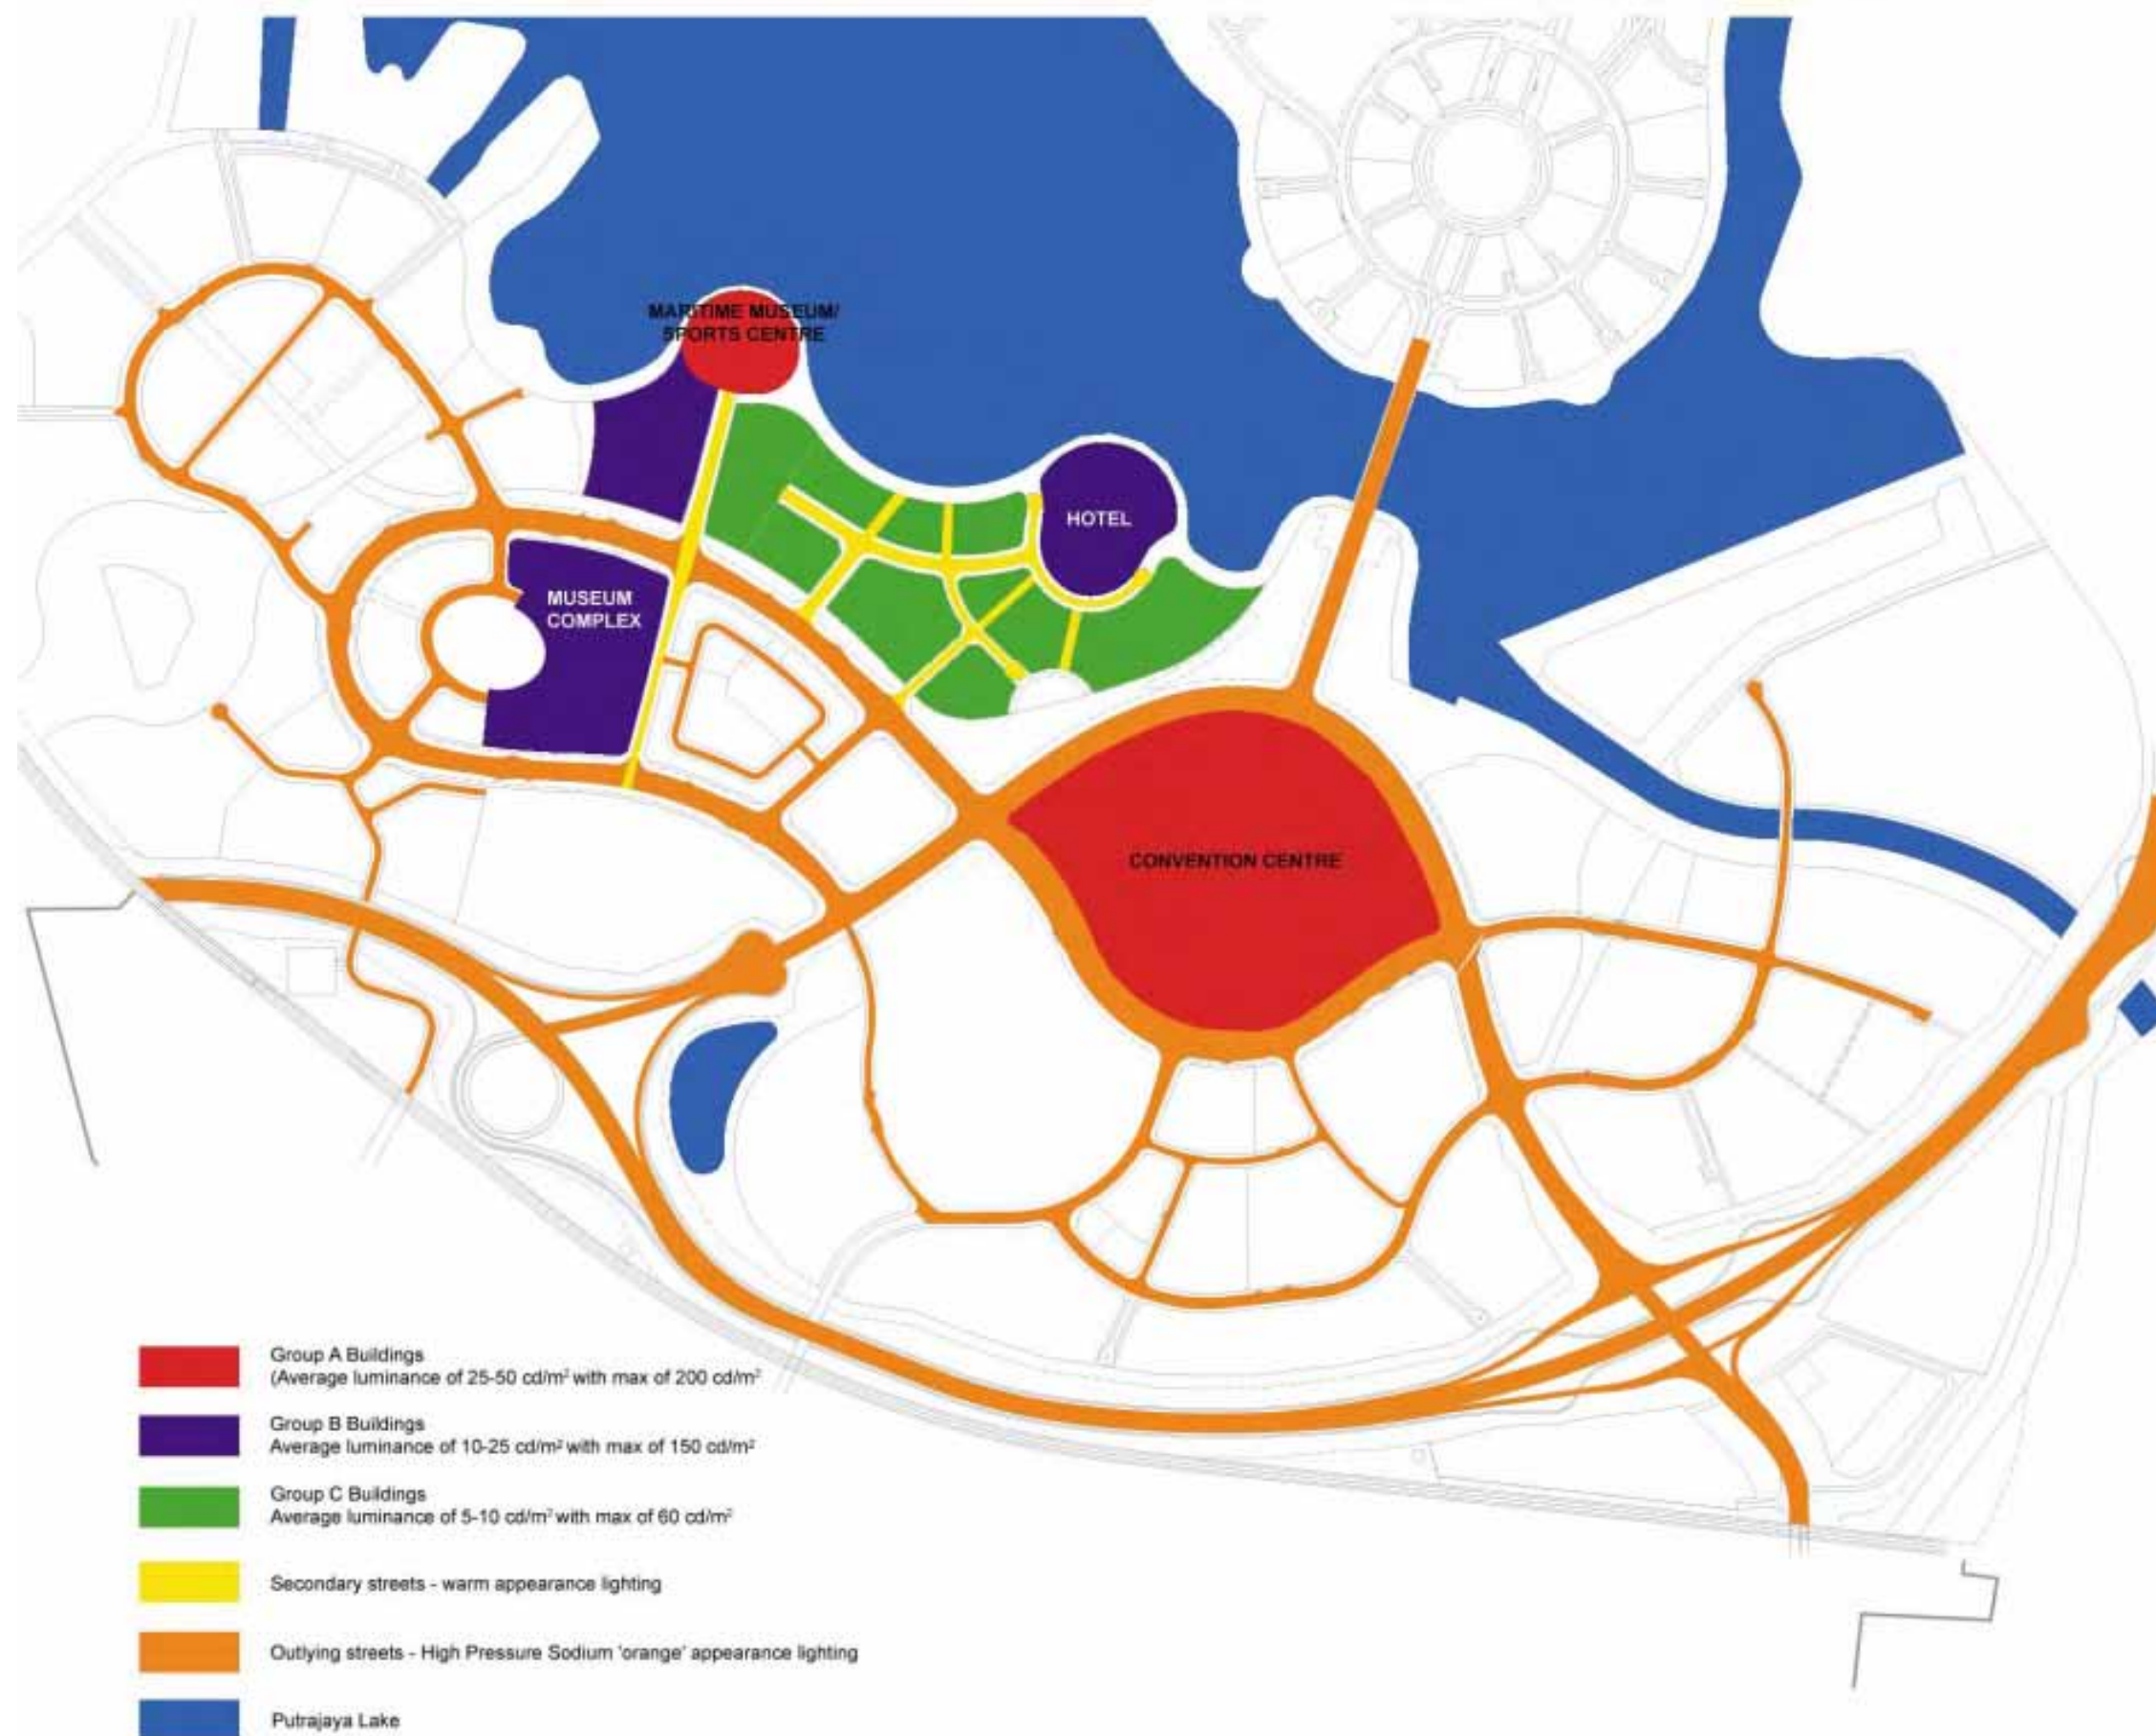 MARITIME MUSEUM/
SPORTS CENTRE
HOTEL
MUSEUM
COMPLEX
CONVENTION CENTRE
Group A Buildings
(Average luminance of 25-50 cd/m² with max of 200 cd/m²
Group B Buildings
Average luminance of 10-25 cd/m² with max of 150 cd/m²
Group C Buildings
Average luminance of 5-10 cd/m² with max of 60 cd/m²
Secondary streets - warm appearance lighting
Outlying streets - High Pressure Sodium 'orange' appearance lighting
Putrajaya Lake